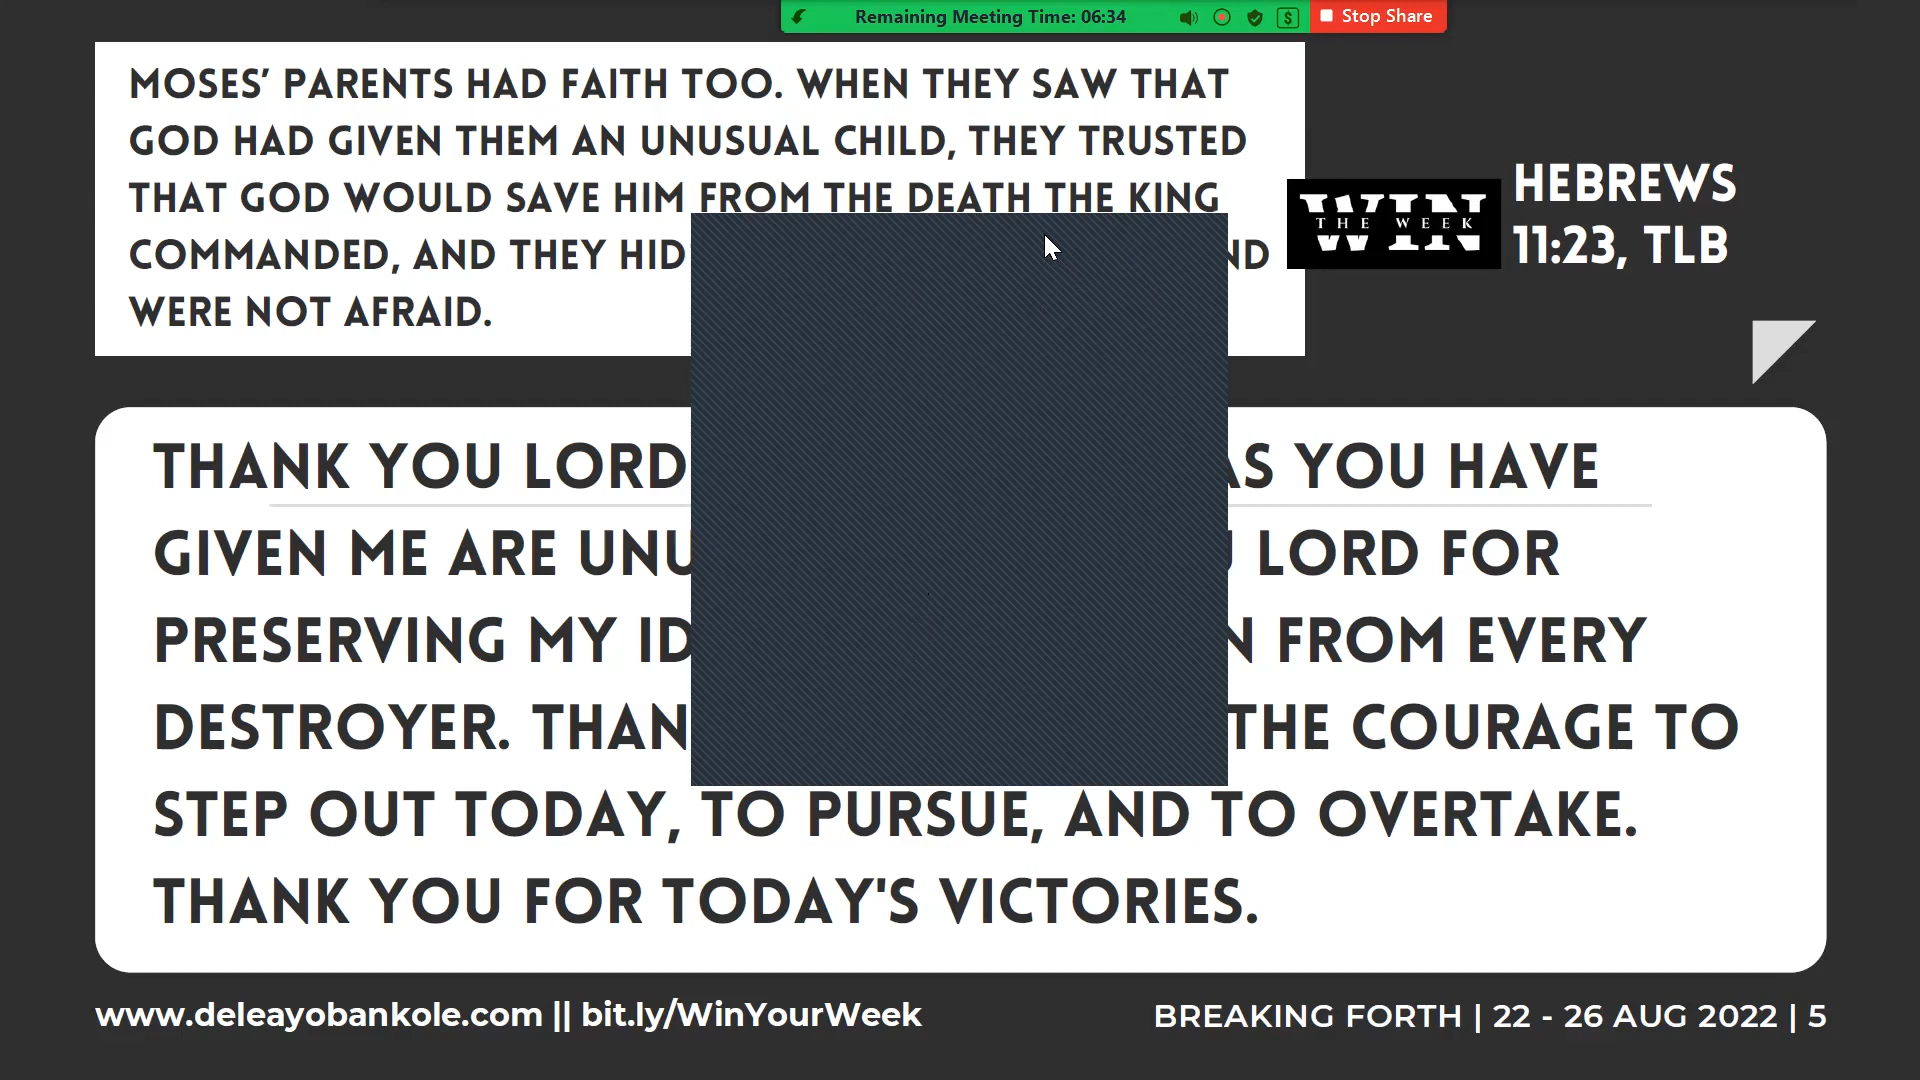 Remaining Meeting Time: 06:34
Stop Share
MOSES' PARENTS HAD FAITH TOO. WHEN THEY SAW THAT
GOD HAD GIVEN THEM AN UNUSUAL CHILD, THEY TRUSTED
THAT GOD WOULD SAVE HIM FROM THE DEATH THE KING
COMMANDED, AND THEY HID
WERE NOT AFRAID.
WIN
THE WEEK
HEBREWS
11:23, TLB
THANK YOU LORD YOU HAVE
GIVEN ME ARE LORD FOR
PRESERVING MY FROM EVERY
DESTROYER. THE COURAGE TO
STEP OUT TODAY, TO PURSUE, AND TO OVERTAKE.
THANK YOU FOR TODAY'S VICTORIES.
www.deleayobankole.com || bit.ly/WinYourWeek
BREAKING FORTH | 22 - 26 AUG 2022 | 5